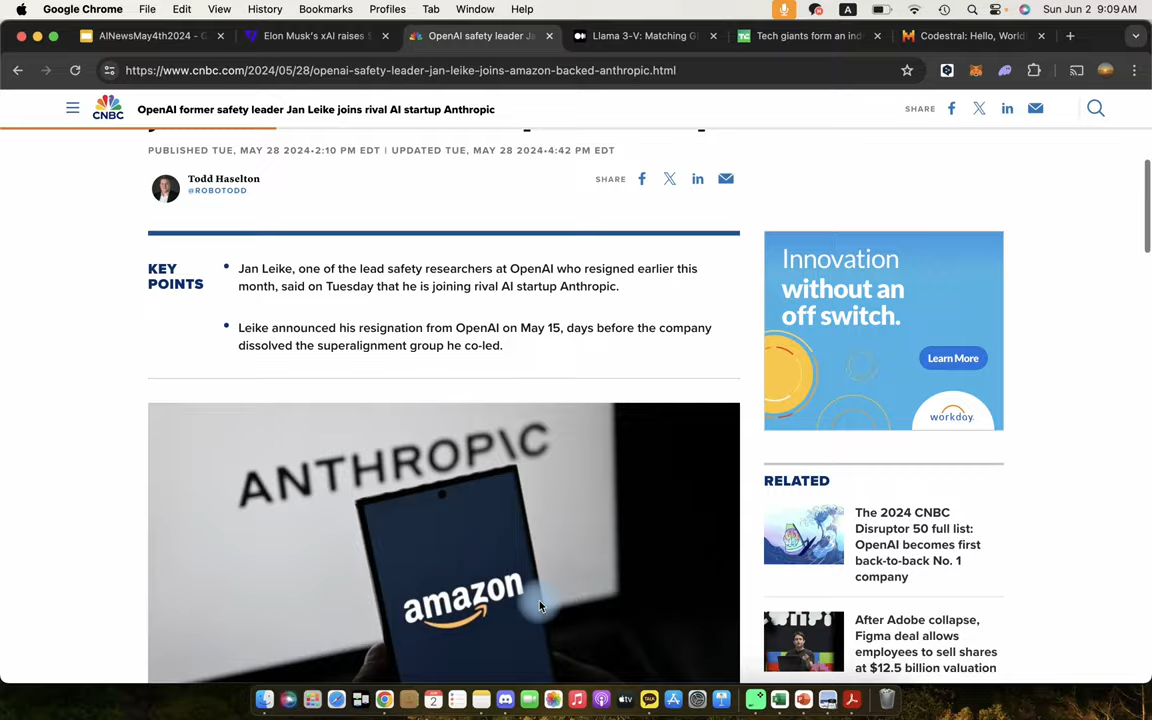 Google Chrome File Edit View History Bookmarks Profiles Tab Window Help A Sun Jun 2 9:09 AM
AINewsMay4th2024 - G Elon Musk's xAI raises OpenAI safety leader Ja Llama 3-V: Matching G Tech giants form an ind Codestral: Hello, World
https://www.cnbc.com/2024/05/28/openai-safety-leader-jan-leike-joins-amazon-backed-anthropic.html
CNBC OpenAI former safety leader Jan Leike joins rival AI startup Anthropic SHARE
PUBLISHED TUE, MAY 28 2024•2:10 PM EDT | UPDATED TUE, MAY 28 2024•4:42 PM EDT
Todd Haselton
@ROBOTODD
SHARE
KEY
POINTS
Jan Leike, one of the lead safety researchers at OpenAI who resigned earlier this
month, said on Tuesday that he is joining rival AI startup Anthropic.
Leike announced his resignation from OpenAI on May 15, days before the company
dissolved the superalignment group he co-led.
ANTHROP\C
amazon
Innovation
without an
off switch.
Learn More
workday.
RELATED
The 2024 CNBC
Disruptor 50 full list:
OpenAI becomes first
back-to-back No. 1
company
After Adobe collapse,
Figma deal allows
employees to sell shares
at $12.5 billion valuation